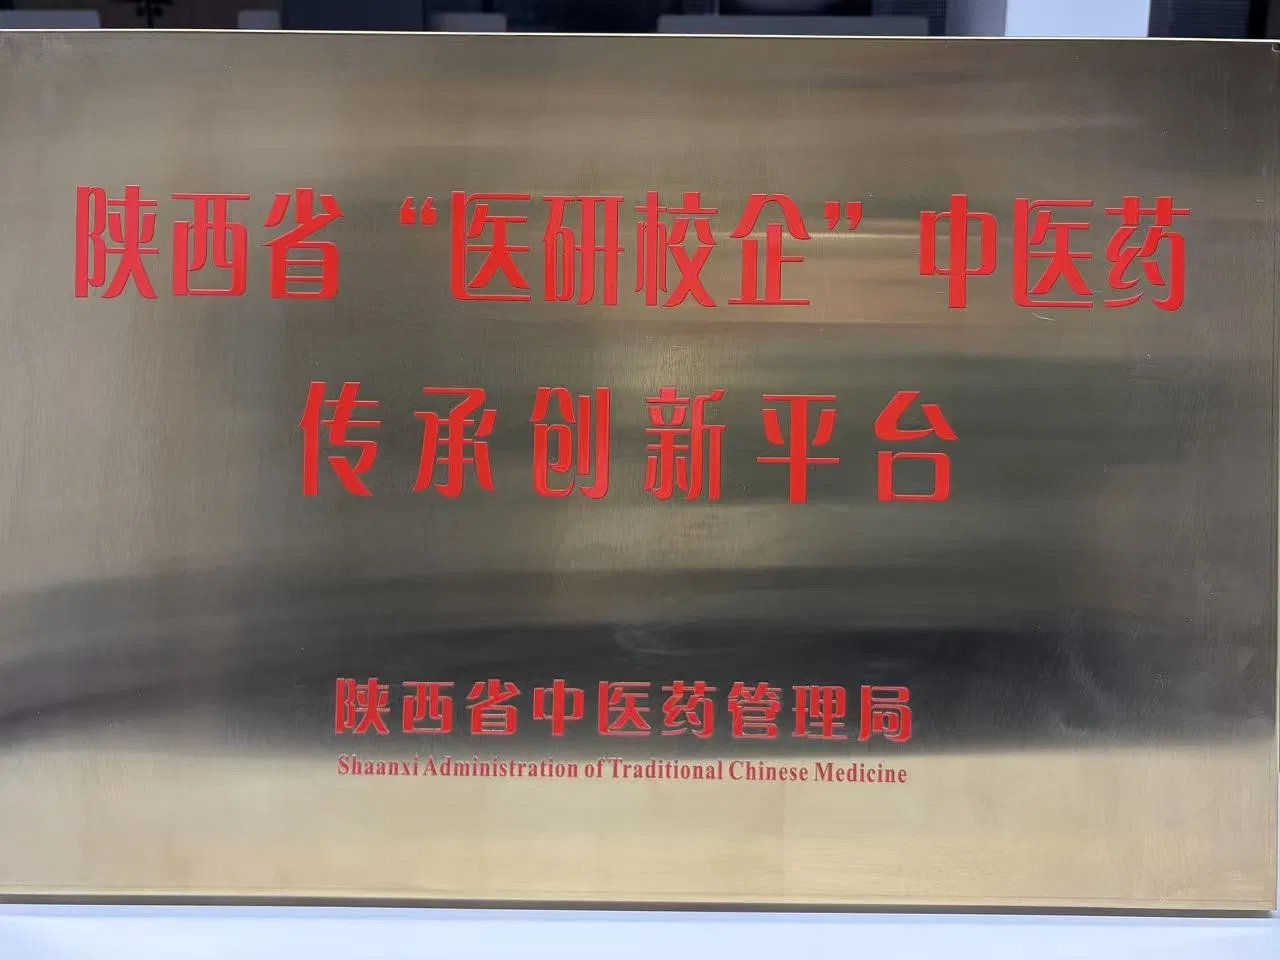 陕西省“医研校企”中医药
传承创新平台
陕西省中医药管理局
Shaanxi Administration of Traditional Chinese Medicine